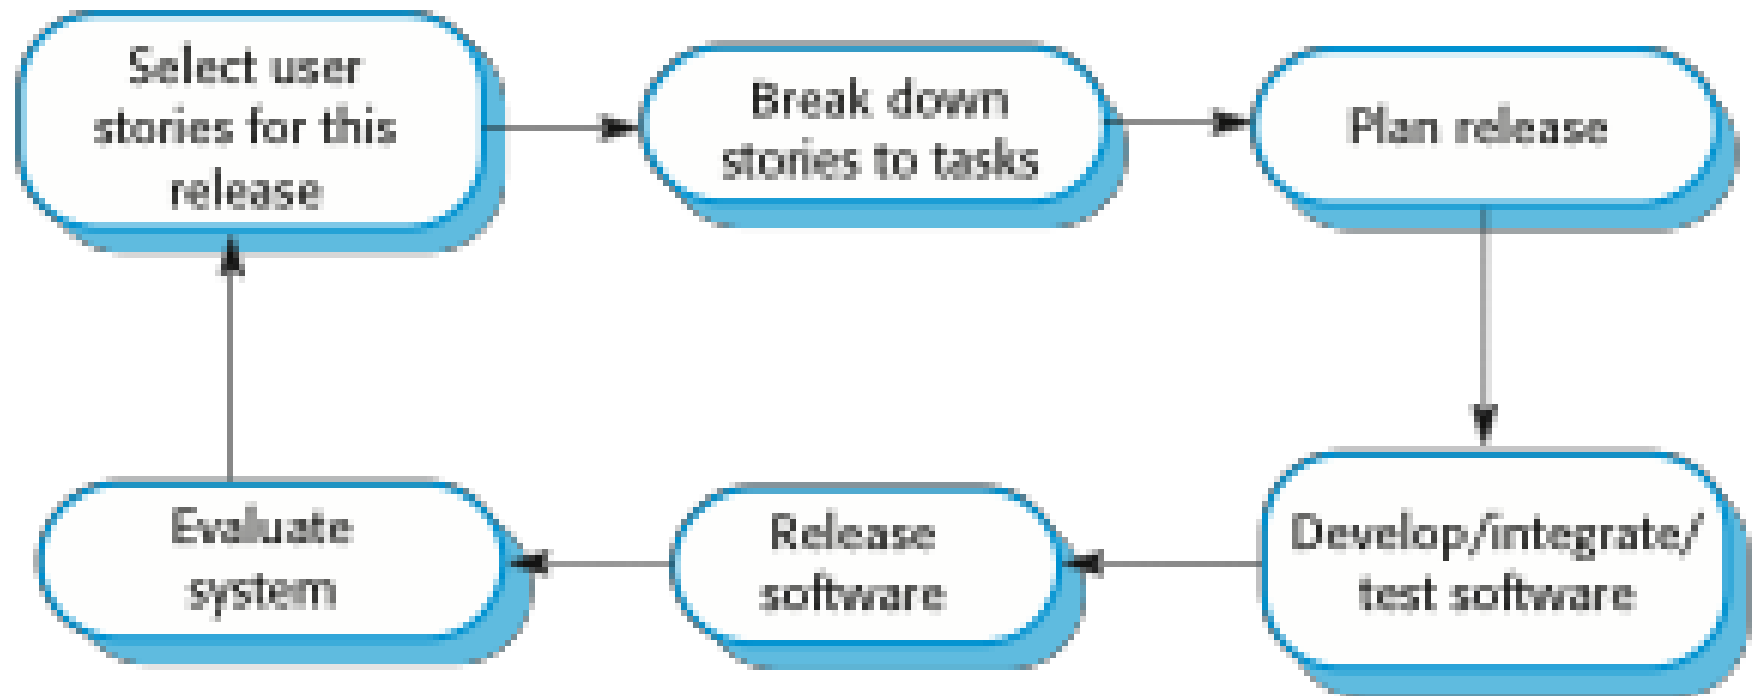 Select user
stories for this
release
Break down
stories to tasks
Plan release
Develop/integrate/
test software
Release
software
Evaluate
system